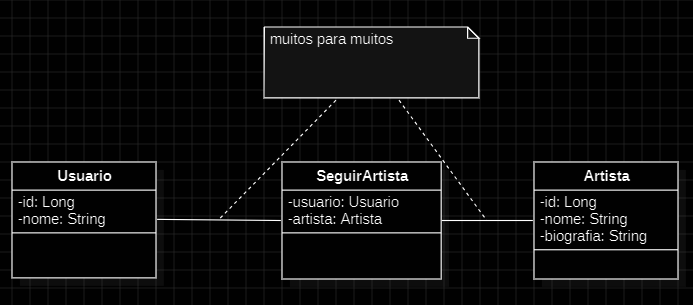 muitos para muitos
Usuario
-id: Long
-nome: String
SeguirArtista
-usuario: Usuario
-artista: Artista
Artista
-id: Long
-nome: String
-biografia: String